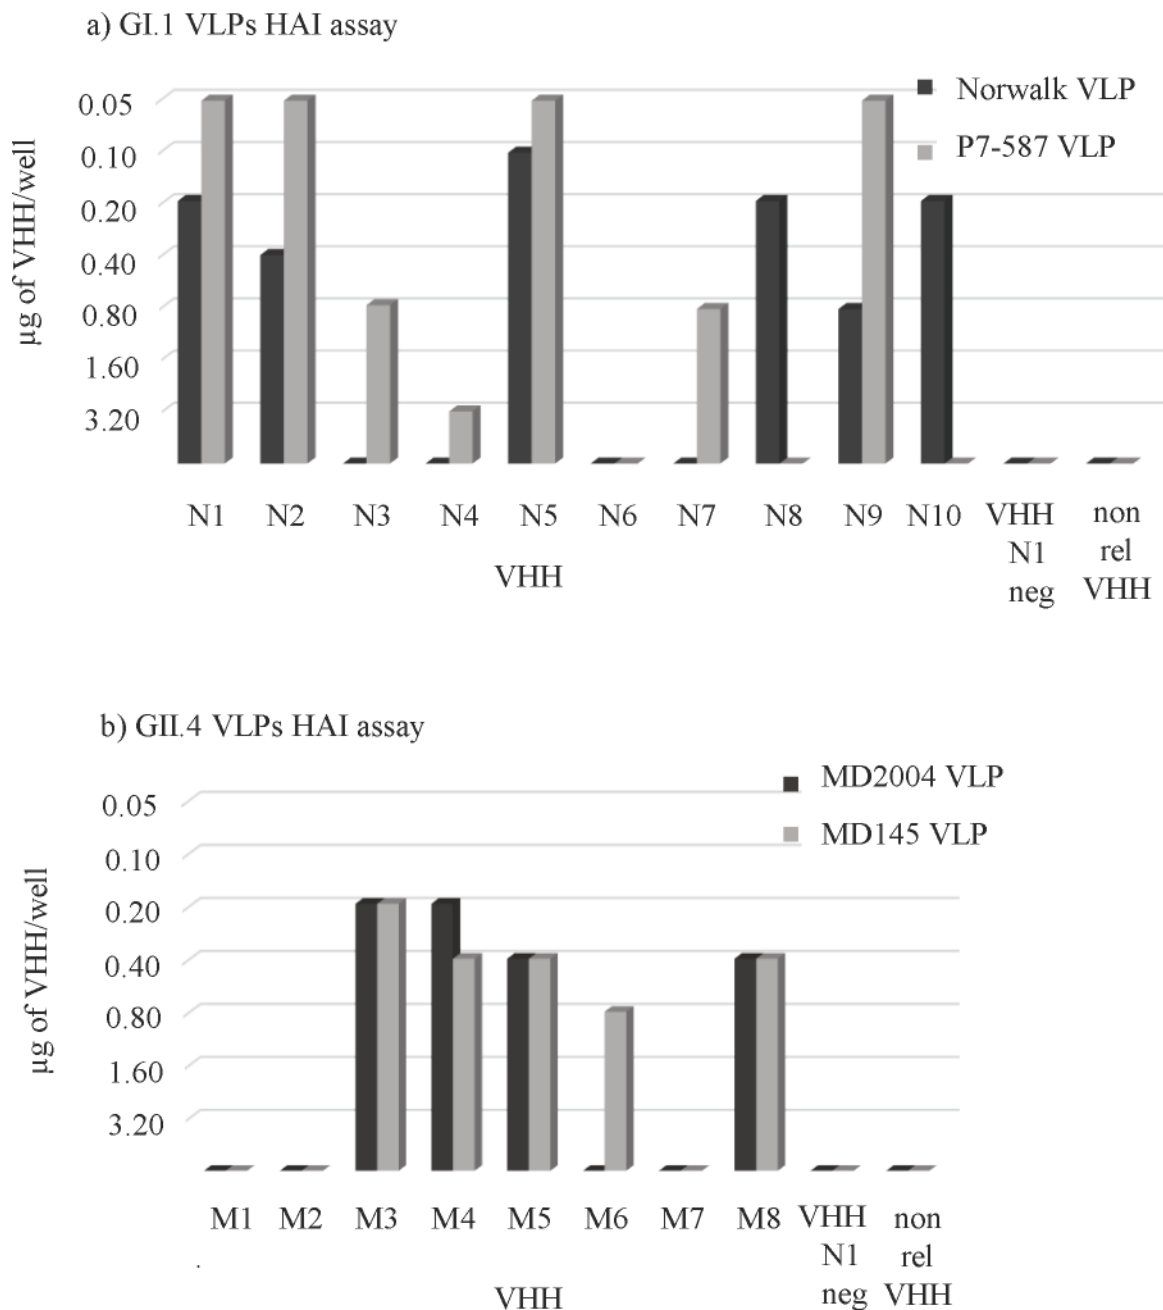 a) GI.1 VLPs HAI assay
Norwalk VLP
P7-587 VLP
µg of VHH/well
0.05
0.10
0.20
0.40
0.80
1.60
3.20
N1 N2 N3 N4 N5 N6 N7 N8 N9 N10 VHH N1 neg non rel VHH
VHH
b) GII.4 VLPs HAI assay
MD2004 VLP
MD145 VLP
µg of VHH/well
0.05
0.10
0.20
0.40
0.80
1.60
3.20
M1 M2 M3 M4 M5 M6 M7 M8 VHH N1 neg non rel VHH
VHH